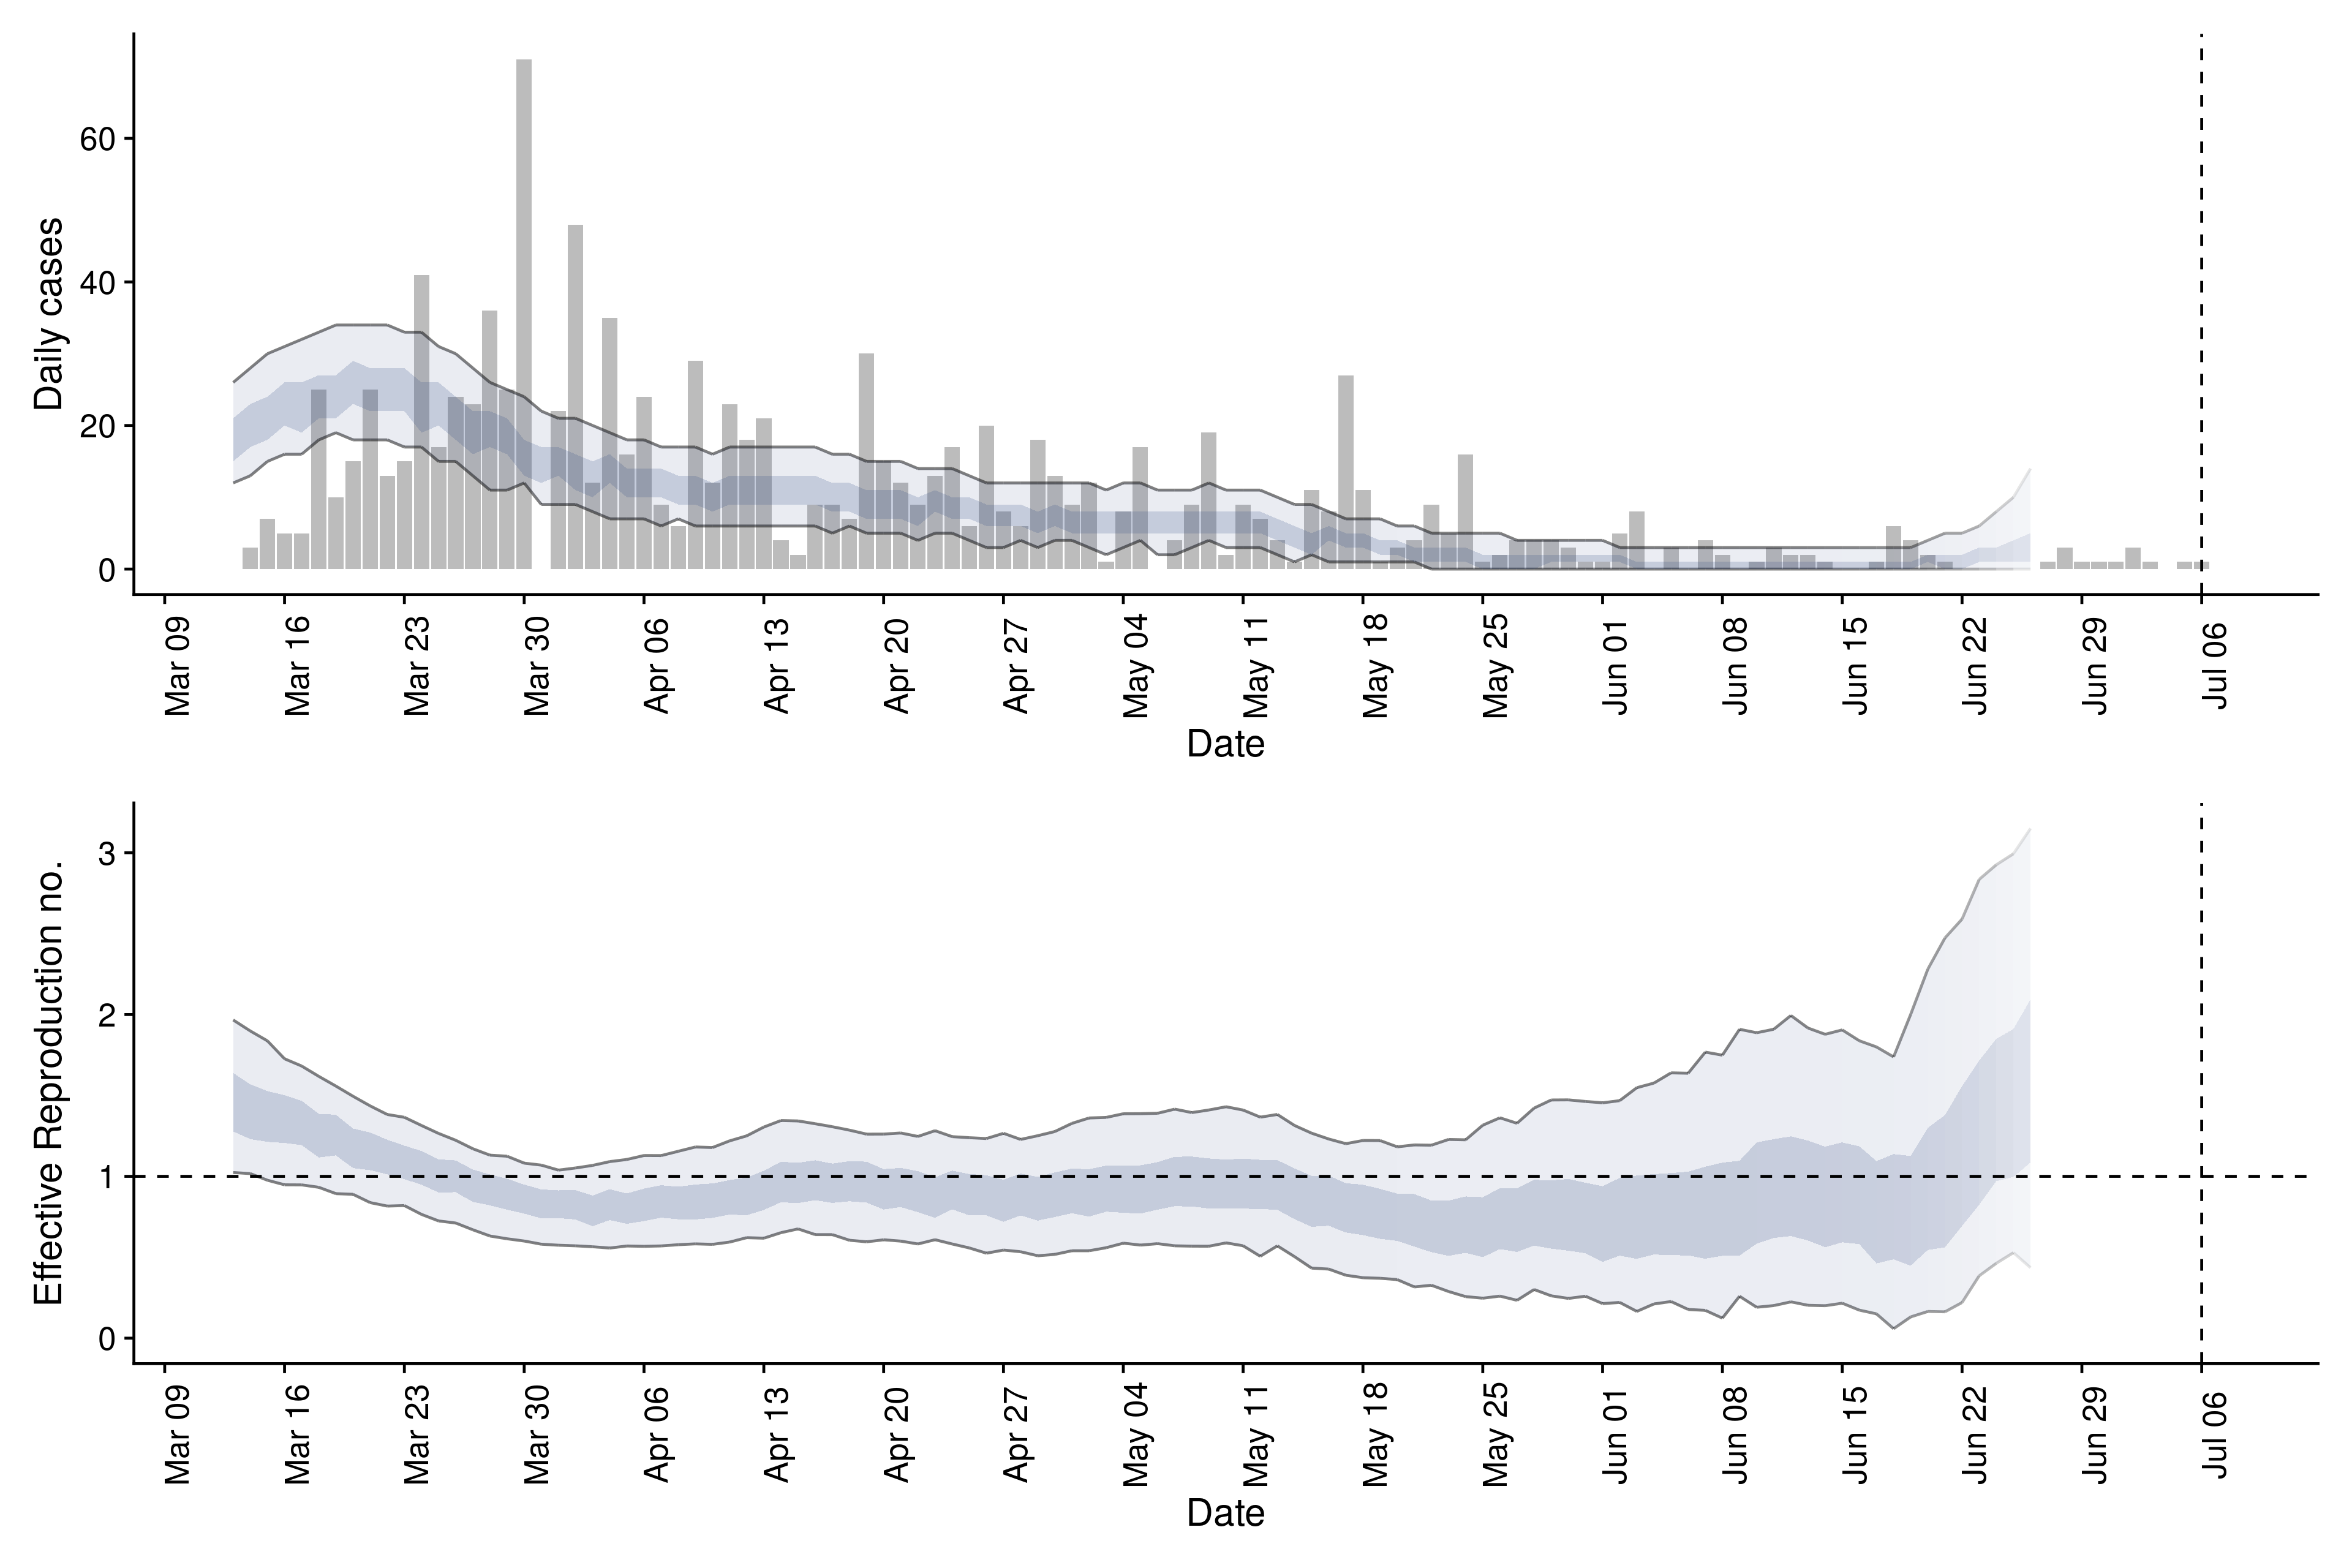 Daily cases
60
40
20
0
Mar 09
Mar 16
Mar 23
Mar 30
Apr 06
Apr 13
Apr 20
Apr 27
May 04
May 11
May 18
May 25
Jun 01
Jun 08
Jun 15
Jun 22
Jun 29
Jul 06
Date
Effective Reproduction no.
3
2
1
0
Mar 09
Mar 16
Mar 23
Mar 30
Apr 06
Apr 13
Apr 20
Apr 27
May 04
May 11
May 18
May 25
Jun 01
Jun 08
Jun 15
Jun 22
Jun 29
Jul 06
Date